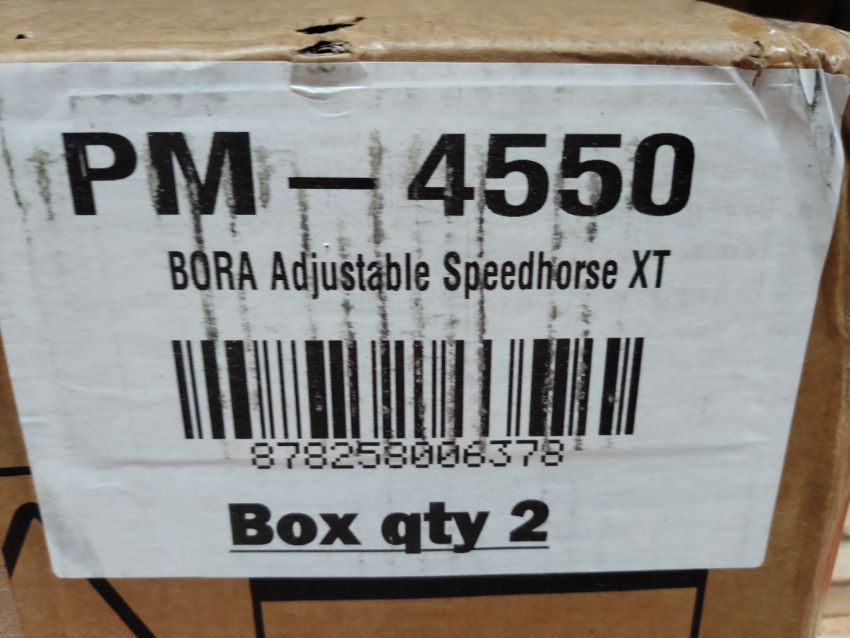 PM – 4550
BORA Adjustable Speedhorse XT
878258006378
Box qty 2